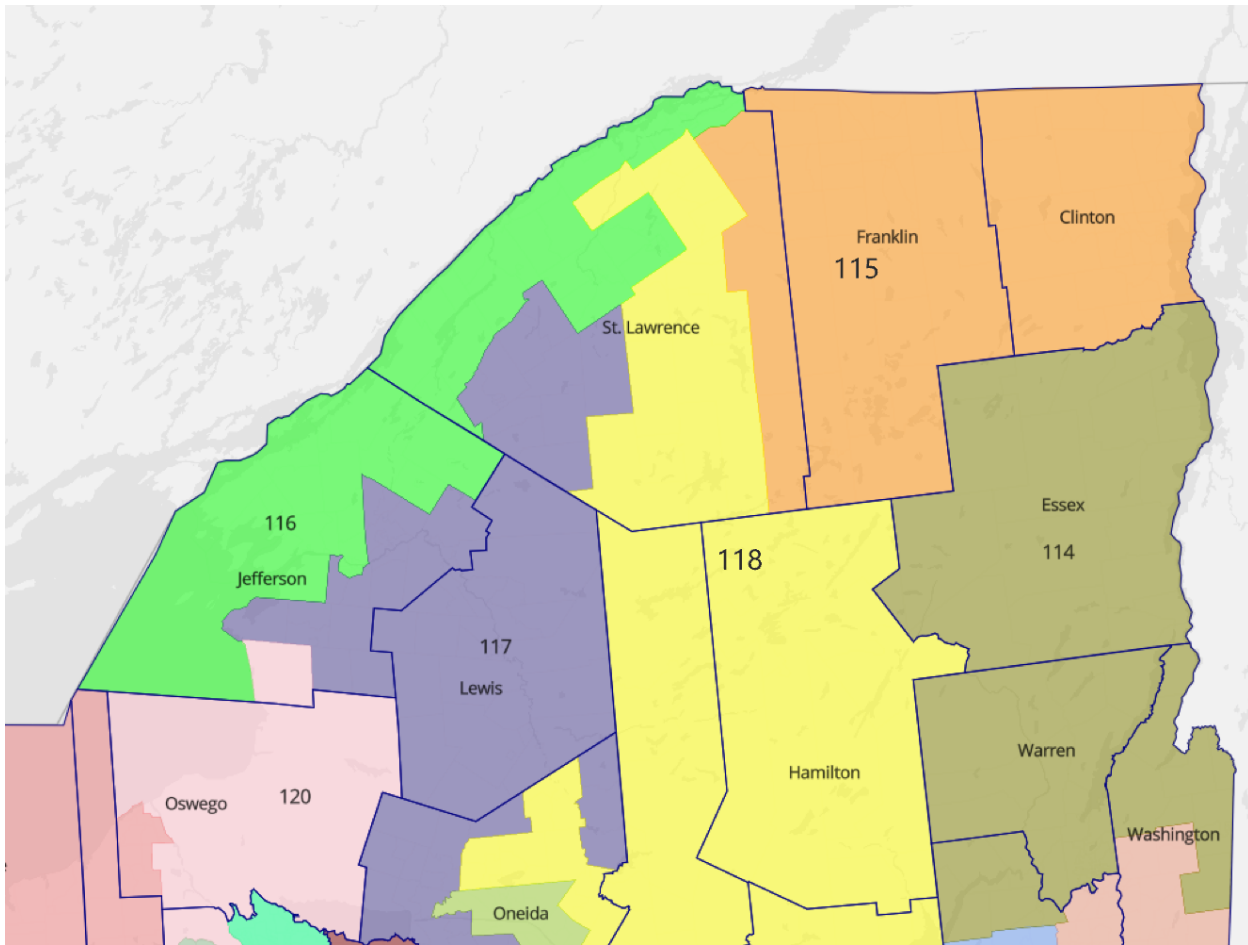 Clinton
Franklin
115
St. Lawrence
Essex
116
114
118
Jefferson
117
Lewis
Warren
Hamilton
Oswego
120
Washington
Oneida